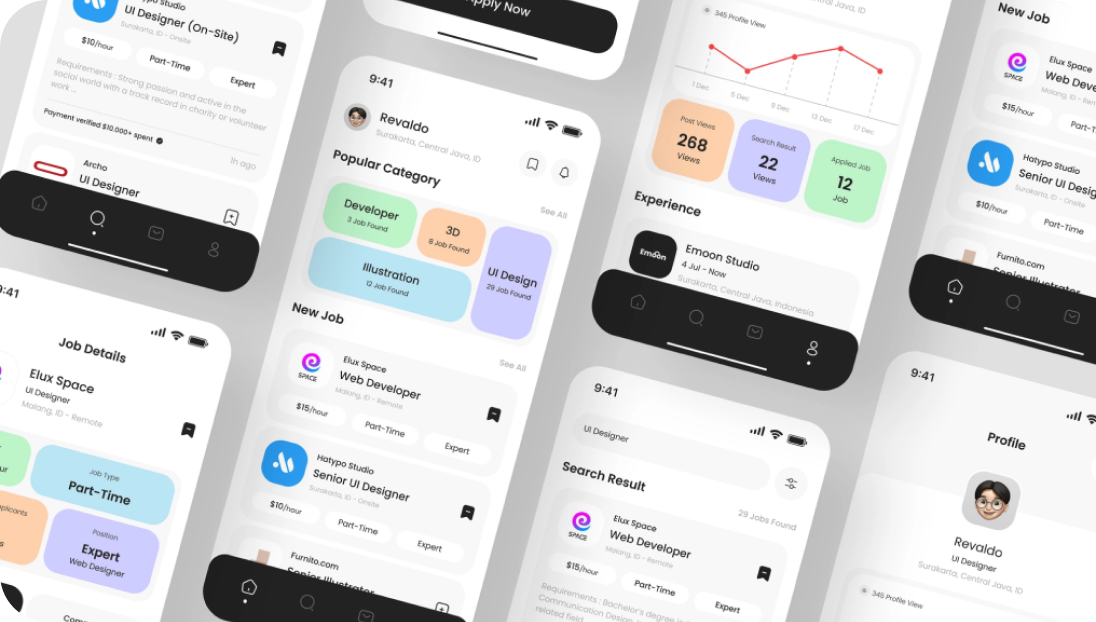 Hatypo Studio
UI Designer (On-Site)
Surakarta, ID - Onsite
$10/hour
Part-Time
Expert
Requirements : Strong passion and active in the
social world with a track record in charity or volunteer
work ...
Payment verified $10.000+ spent
1h ago
Archo
UI Designer
9:41
Job Details
Elux Space
UI Designer
Malang, ID - Remote
Job Type
Part-Time
Position
Expert
Web Designer
Apply Now
9:41
Revaldo
Surakarta, Central Java, ID
Popular Category
See All
Developer
3 Job Found
3D
8 Job Found
UI Design
29 Job Found
Illustration
12 Job Found
New Job
See All
SPACE
Elux Space
Web Developer
Malang, ID - Remote
$15/hour
Part-Time
Expert
Hatypo Studio
Senior UI Designer
Surakarta, ID - Onsite
$10/hour
Part-Time
Expert
Furnito.com
Senior Illustrator
Central Java, ID
345 Profile View
1 Dec
5 Dec
9 Dec
13 Dec
17 Dec
Post Views
268
Views
Search Result
22
Views
Applied Job
12
Job
Experience
Emoon
Emoon Studio
4 Jul - Now
Surakarta, Central Java, Indonesia
9:41
UI Designer
Search Result
29 Jobs Found
SPACE
Elux Space
Web Developer
Malang, ID - Remote
$15/hour
Part-Time
Expert
Requirements : Bachelor's degree in
Communication Design,
related field
New Job
SPACE
Elux Space
Web Deve
Malang, ID - Remote
$15/hour
Part-T
Hatypo Studio
Senior UI Desig
Surakarta, ID - Onsite
$10/hour
Part-Time
Furnito.com
Senior Illustrator
9:41
Profile
Revaldo
UI Designer
Surakarta, Central Java, ID
345 Profile View